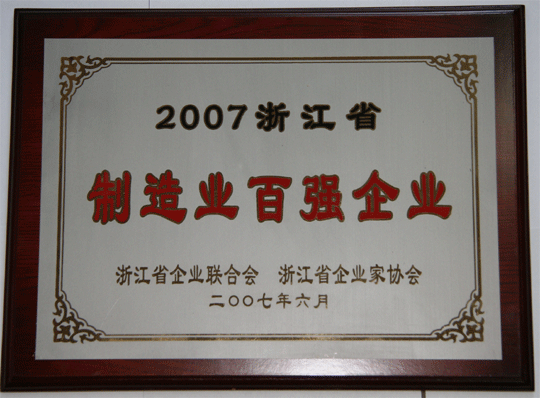 2007浙江省
制造业百强企业
浙江省企业联合会 浙江省企业家协会
二〇〇七年六月